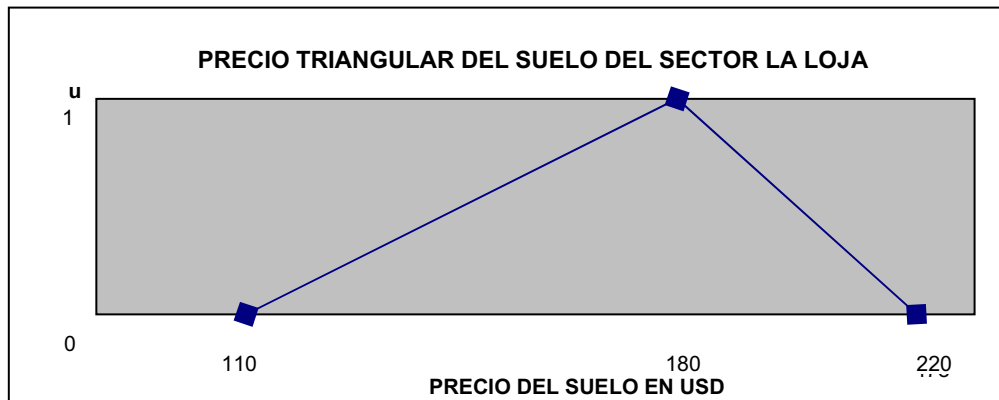 PRECIO TRIANGULAR DEL SUELO DEL SECTOR LA LOJA
u
1
0
110 180 220
PRECIO DEL SUELO EN USD